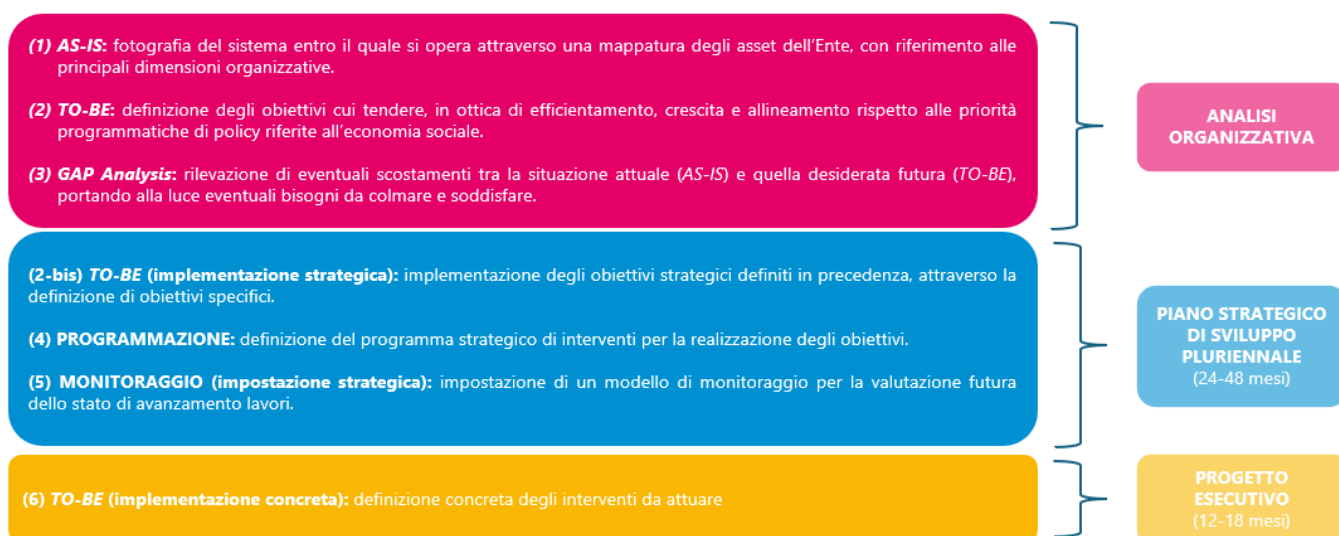 (1) AS-IS: fotografia del sistema entro il quale si opera attraverso una mappatura degli asset dell'Ente, con riferimento alle
principali dimensioni organizzative.
(2) TO-BE: definizione degli obiettivi cui tendere, in ottica di efficientamento, crescita e allineamento rispetto alle priorità
programmatiche di policy riferite all'economia sociale.
(3) GAP Analysis: rilevazione di eventuali scostamenti tra la situazione attuale (AS-IS) e quella desiderata futura (TO-BE),
portando alla luce eventuali bisogni da colmare e soddisfare.
ANALISI
ORGANIZZATIVA
(2-bis) TO-BE (implementazione strategica): implementazione degli obiettivi strategici definiti in precedenza, attraverso la
definizione di obiettivi specifici.
(4) PROGRAMMAZIONE: definizione del programma strategico di interventi per la realizzazione degli obiettivi.
(5) MONITORAGGIO (impostazione strategica): impostazione di un modello di monitoraggio per la valutazione futura
dello stato di avanzamento lavori.
PIANO STRATEGICO
DI SVILUPPO
PLURIENNALE
(24-48 mesi)
(6) TO-BE (implementazione concreta): definizione concreta degli interventi da attuare
PROGETTO
ESECUTIVO
(12-18 mesi)